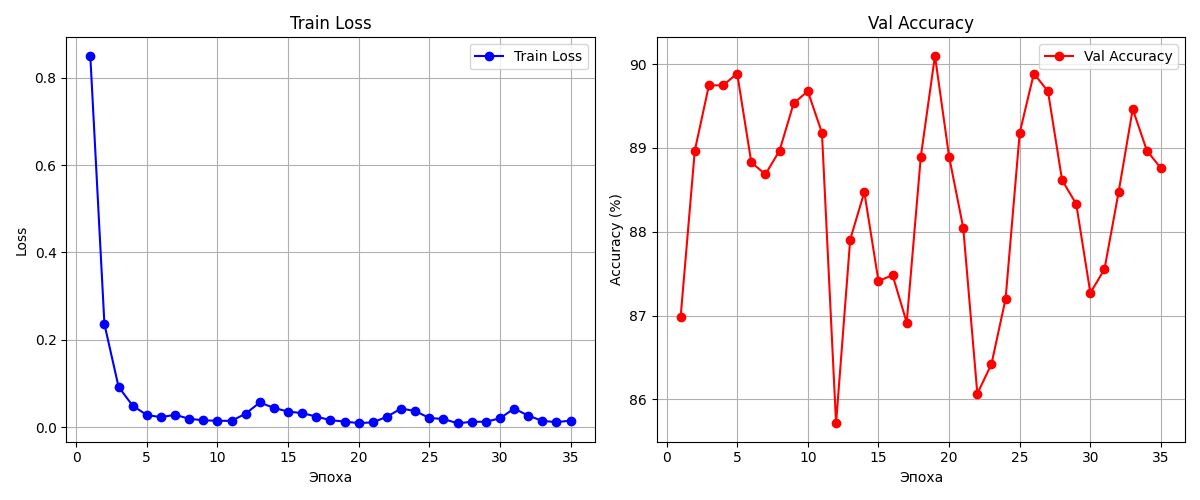 Train Loss
Train Loss
0.8
0.6
0.4
0.2
0.0
Loss
0 5 10 15 20 25 30 35
Эпоха
Val Accuracy
Val Accuracy
90
89
88
87
86
Accuracy (%)
0 5 10 15 20 25 30 35
Эпоха